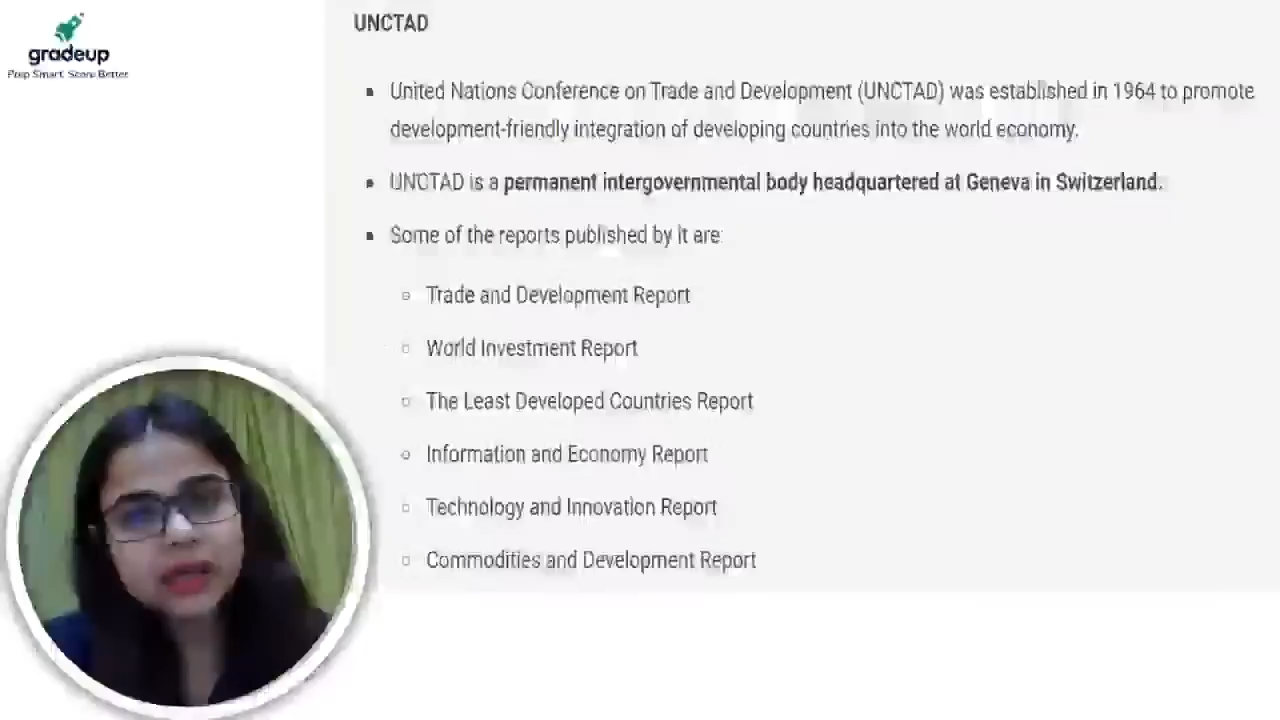 gradeup
Prep Smart. Score Better
UNCTAD
▪ United Nations Conference on Trade and Development (UNCTAD) was established in 1964 to promote
development-friendly integration of developing countries into the world economy.
▪ UNCTAD is a permanent intergovernmental body headquartered at Geneva in Switzerland.
▪ Some of the reports published by it are:
○ Trade and Development Report
○ World Investment Report
○ The Least Developed Countries Report
○ Information and Economy Report
○ Technology and Innovation Report
○ Commodities and Development Report